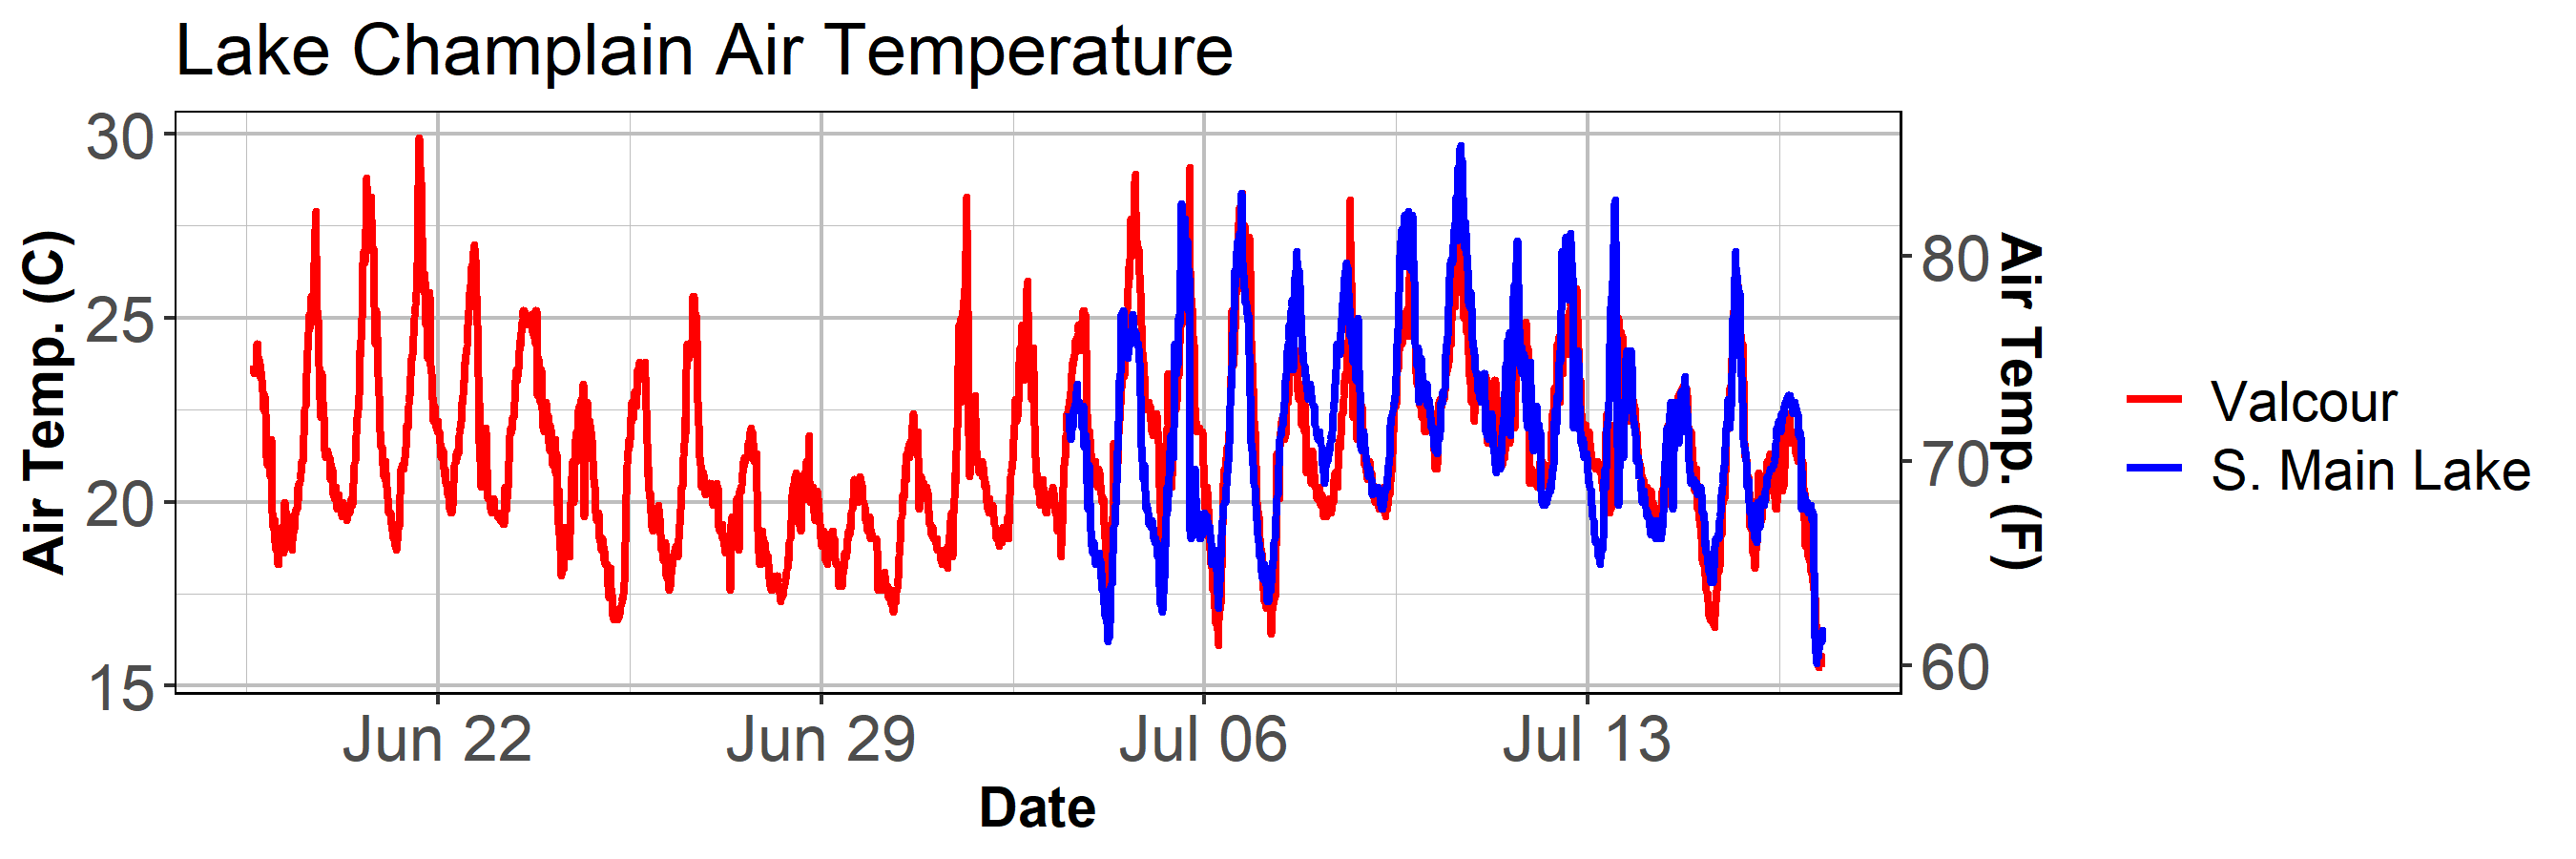 Lake Champlain Air Temperature
30
25
20
15
Air Temp. (C)
80
70
60
Air Temp. (F)
Jun 22
Jun 29
Jul 06
Jul 13
Date
Valcour
S. Main Lake